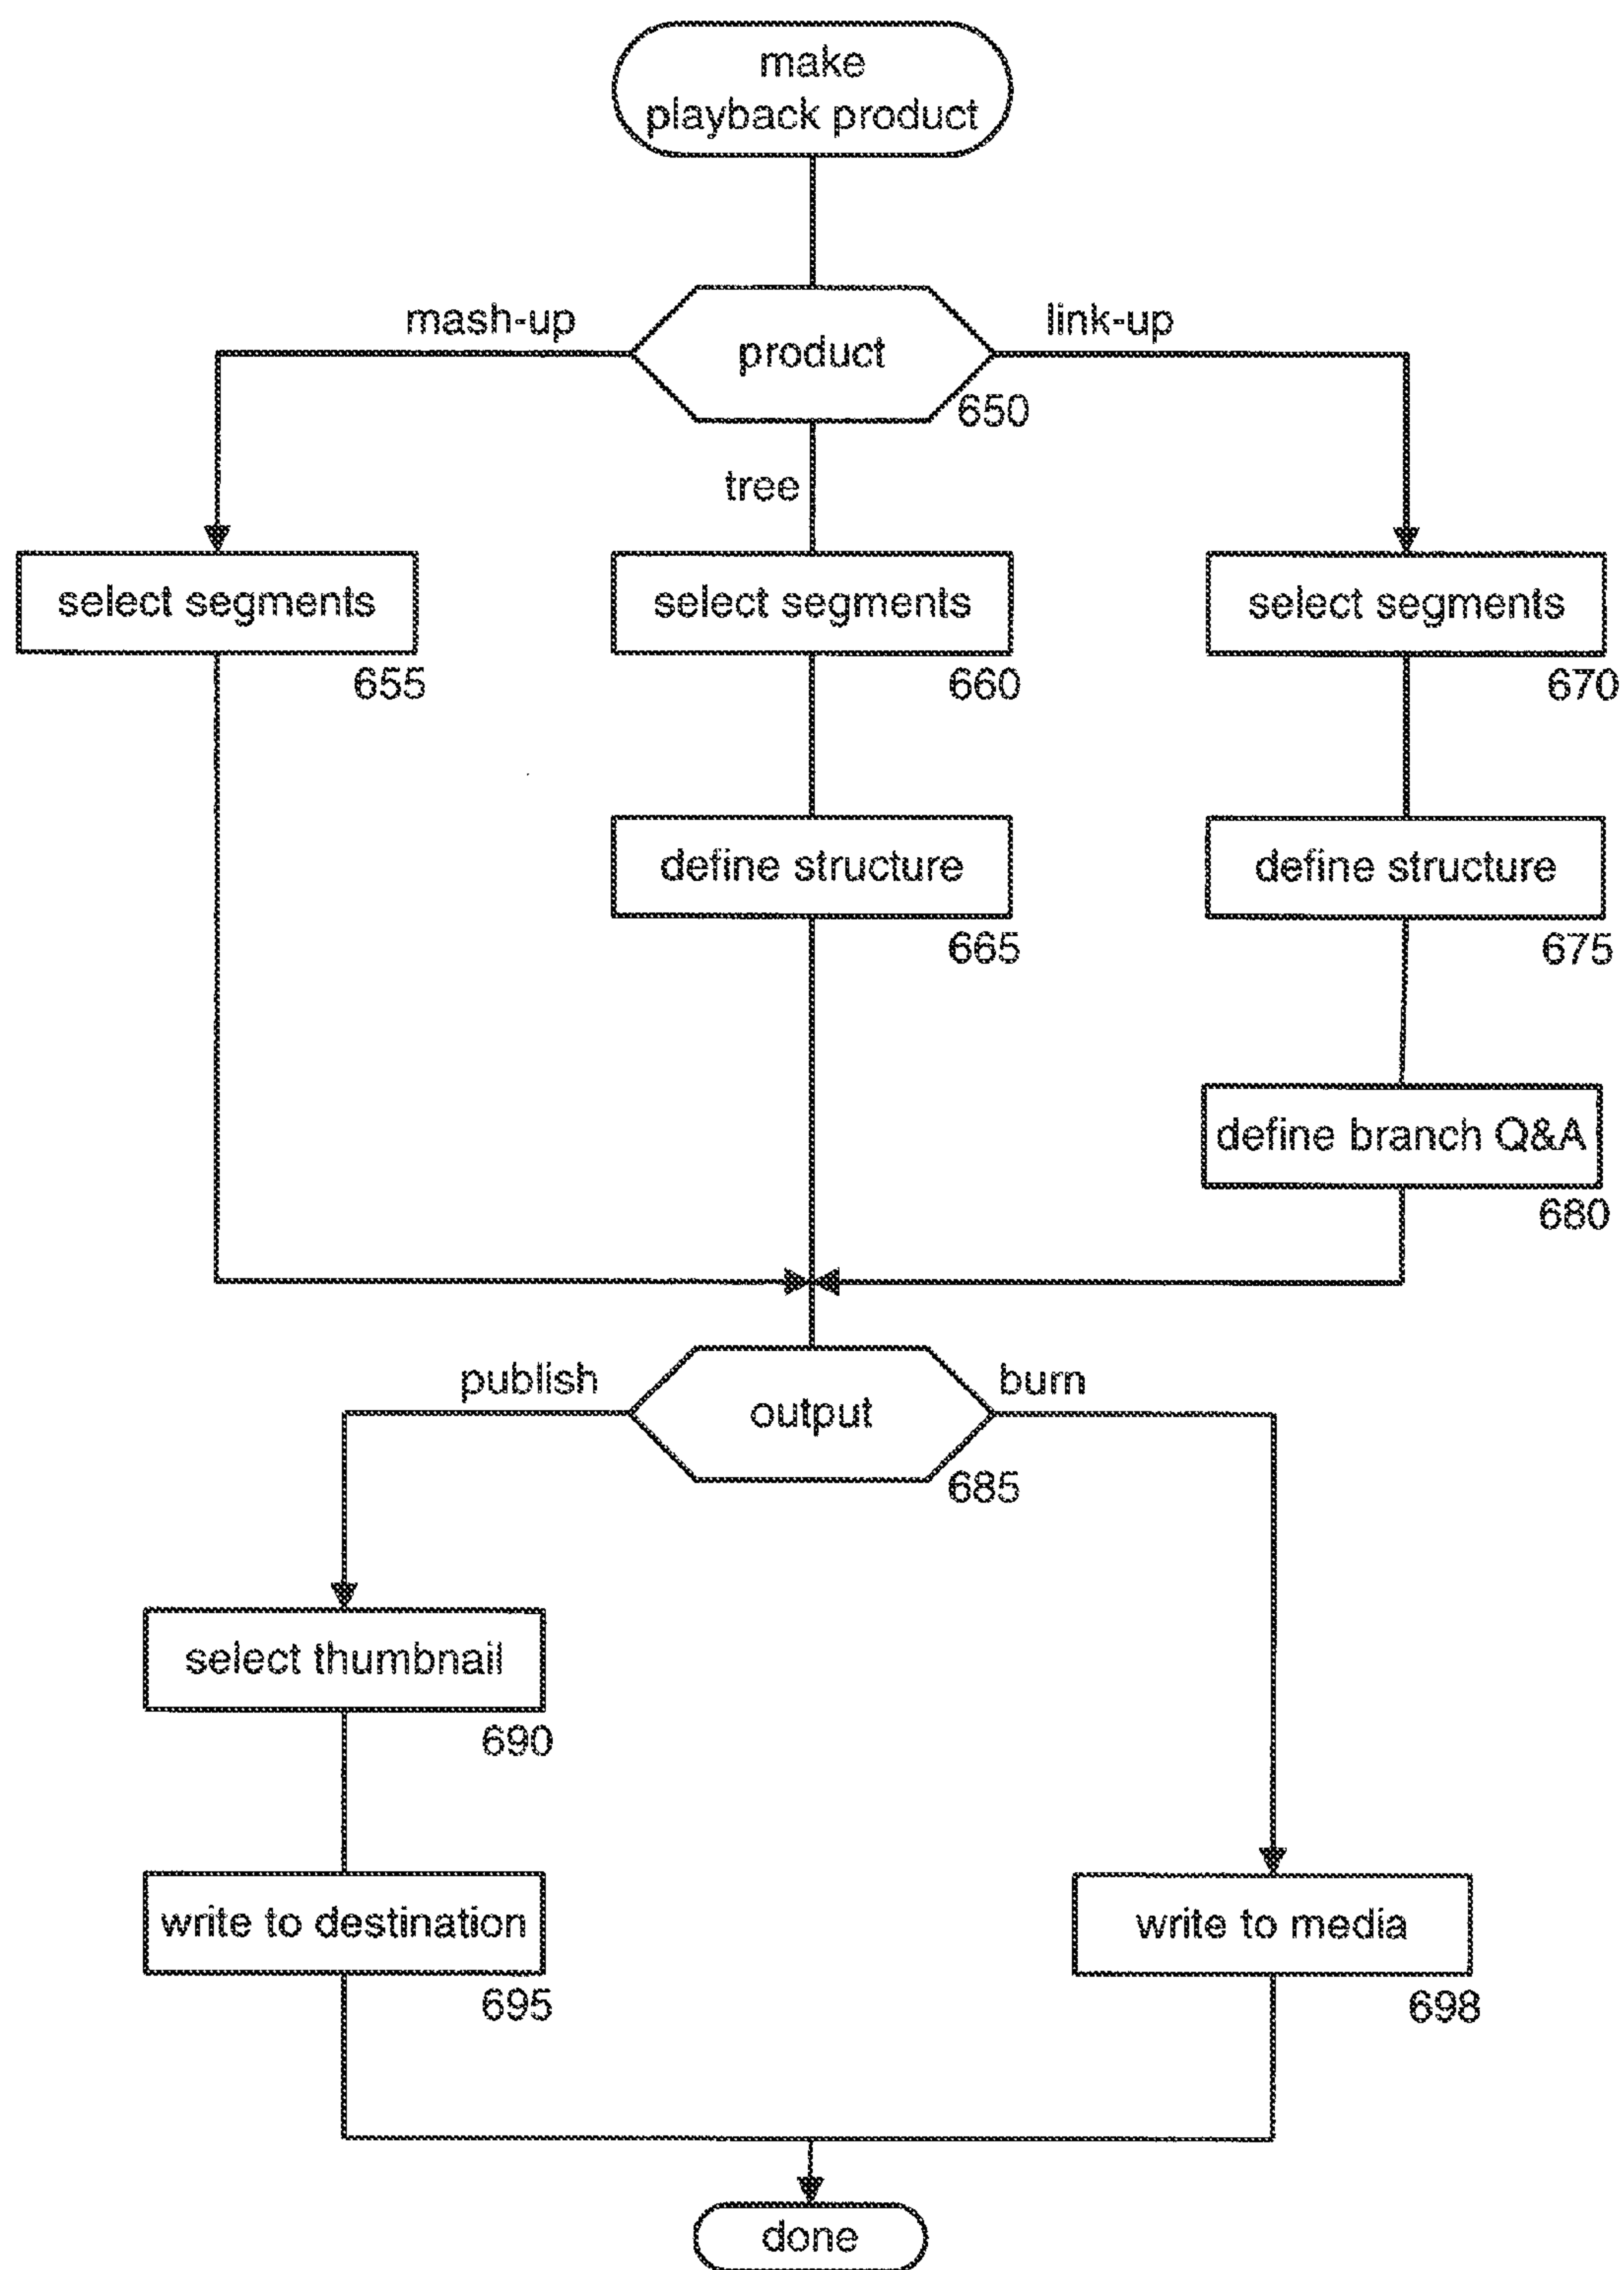 make
playback product
mash-up
link-up
product
650
tree
select segments
select segments
select segments
655
660
670
define structure
define structure
665
675
define branch Q&A
680
publish
burn
output
685
select thumbnail
690
write to destination
write to media
695
698
done